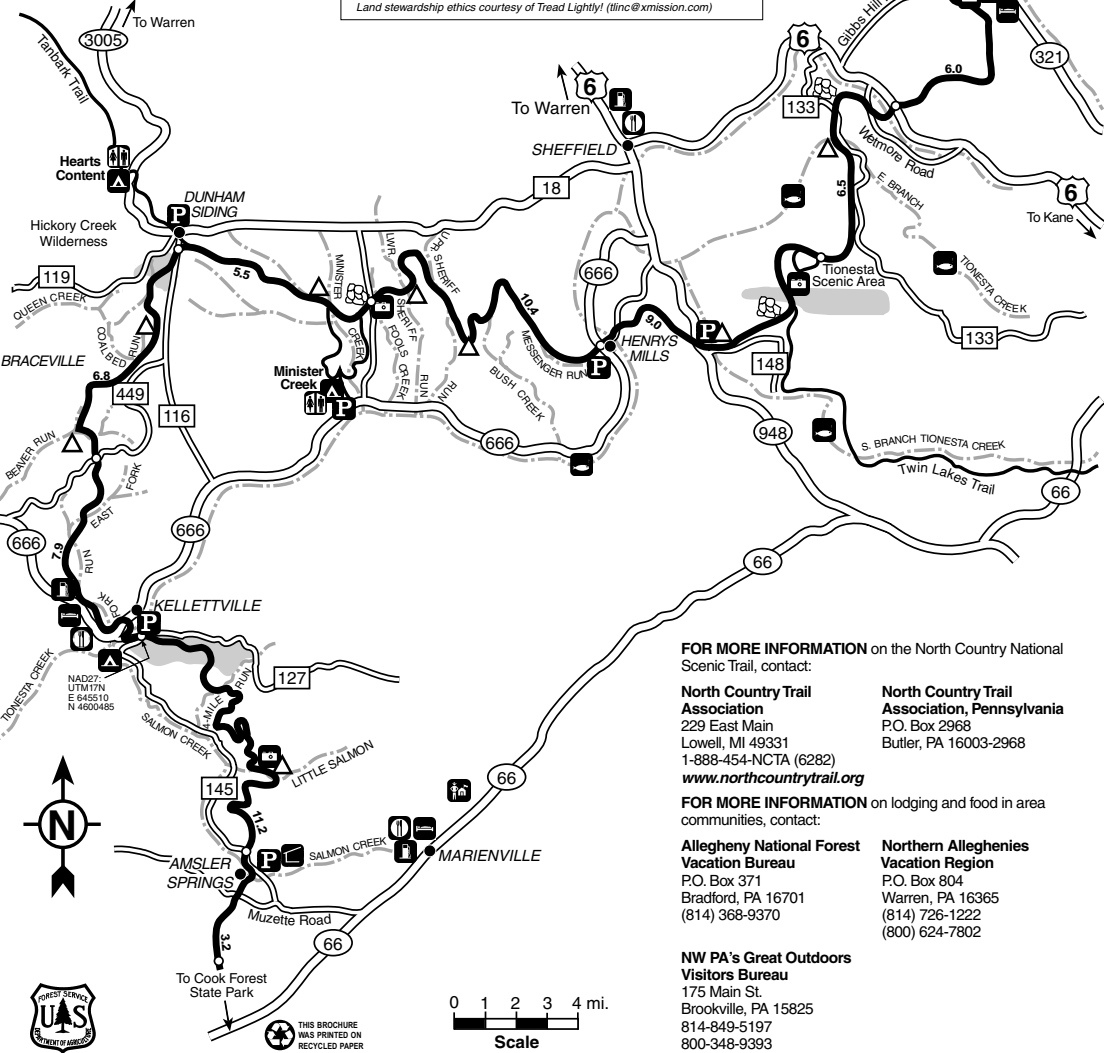 Land stewardship ethics courtesy of Tread Lightly! (tlinc@xmission.com)
To Warren
3005
Tanbark Trail
Gibbs Hill
6
321
6.0
6
To Warren
133
Wetmore Road
SHEFFIELD
Hearts
Content
18
6.5
E. BRANCH
6
To Kane
DUNHAM
SIDING
P
Hickory Creek
Wilderness
119
QUEEN CREEK
5.5
MINISTER
CREEK
LWR.
SHERIFF
RUN
UPR. SHERIFF
RUN
FOOLS CREEK
666
10.4
Tionesta
Scenic Area
TIONESTA
CREEK
133
COALBED
RUN
BRACEVILLE
6.8
449
116
Minister
Creek
P
MESSENGER RUN
BUSH CREEK
HENRYS
MILLS
P
9.0
P
148
BEAVER RUN
666
948
S. BRANCH TIONESTA CREEK
Twin Lakes Trail
66
EAST
FORK
666
666
7.9
RUN
FORK
66
KELLETTVILLE
P
TIONESTA CREEK
NAD27:
UTM17N
E 645510
N 4600485
127
4-MILE
RUN
SALMON CREEK
LITTLE SALMON
145
66
11.2
N
AMSLER
SPRINGS
P
SALMON CREEK
MARIENVILLE
Muzette Road
66
3.2
To Cook Forest
State Park
FOREST SERVICE
U S
DEPARTMENT OF AGRICULTURE
THIS BROCHURE
WAS PRINTED ON
RECYCLED PAPER
0 1 2 3 4 mi.
Scale
FOR MORE INFORMATION on the North Country National
Scenic Trail, contact:
North Country Trail
Association
229 East Main
Lowell, MI 49331
1-888-454-NCTA (6282)
www.northcountrytrail.org
North Country Trail
Association, Pennsylvania
P.O. Box 2968
Butler, PA 16003-2968
FOR MORE INFORMATION on lodging and food in area
communities, contact:
Allegheny National Forest
Vacation Bureau
P.O. Box 371
Bradford, PA 16701
(814) 368-9370
Northern Alleghenies
Vacation Region
P.O. Box 804
Warren, PA 16365
(814) 726-1222
(800) 624-7802
NW PA's Great Outdoors
Visitors Bureau
175 Main St.
Brookville, PA 15825
814-849-5197
800-348-9393